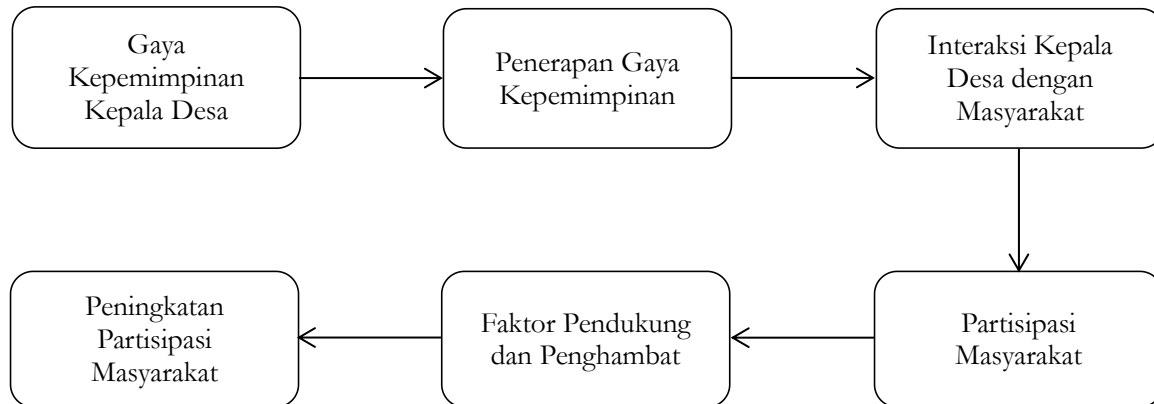 Gaya
Kepemimpinan
Kepala Desa
Penerapan Gaya
Kepemimpinan
Interaksi Kepala
Desa dengan
Masyarakat
Partisipasi
Masyarakat
Faktor Pendukung
dan Penghambat
Peningkatan
Partisipasi
Masyarakat